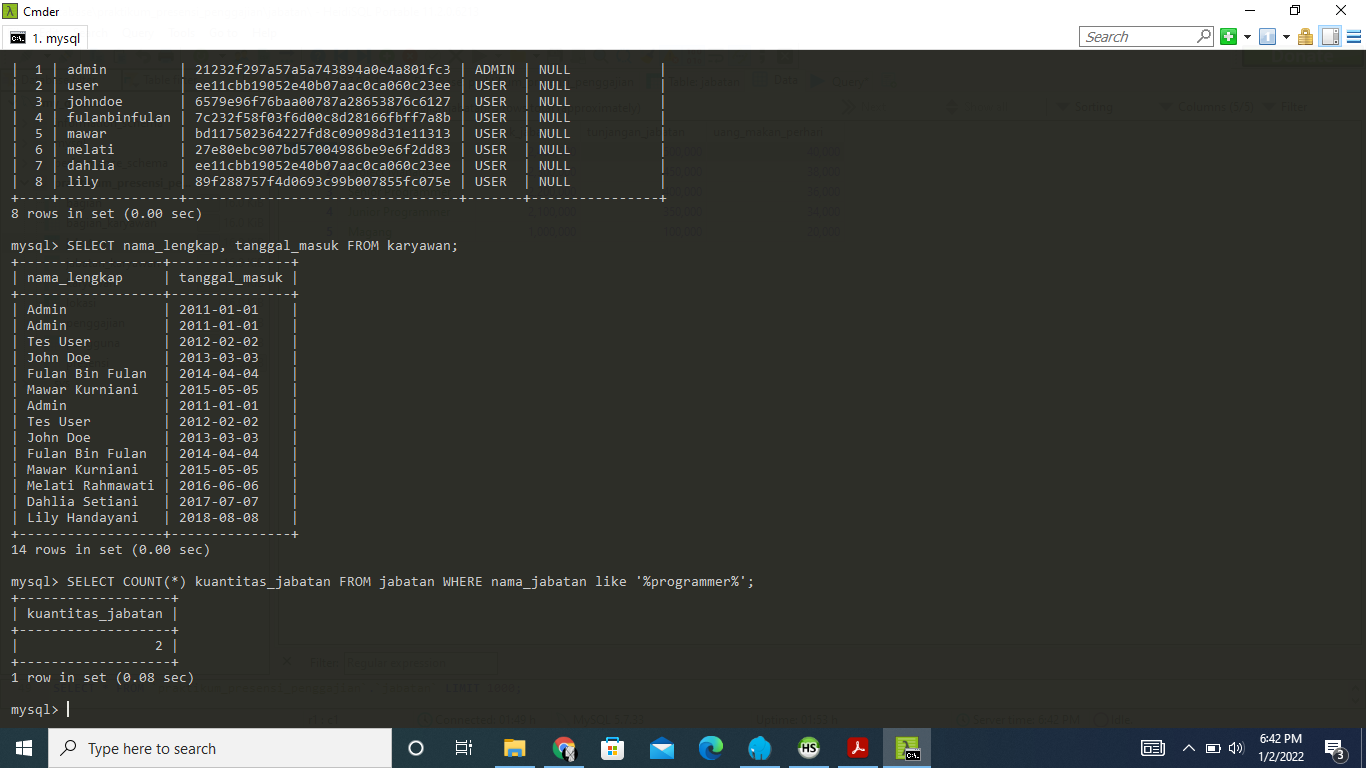 Cmder
1. mysql
Search
|  1 | admin         | 21232f297a57a5a743894a0e4a801fc3 | ADMIN | NULL           |
|  2 | user          | ee11cbb19052e40b07aac0ca060c23ee | USER  | NULL           |
|  3 | johndoe       | 6579e96f76baa00787a28653876c6127 | USER  | NULL           |
|  4 | fulanbinfulan | 7c232f58f03f6d00c8d28166fbff7a8b | USER  | NULL           |
|  5 | mawar         | bd117502364227fd8c09098d31e11313 | USER  | NULL           |
|  6 | melati        | 27e80ebc907bd57004986be9e6f2dd83 | USER  | NULL           |
|  7 | dahlia        | ee11cbb19052e40b07aac0ca060c23ee | USER  | NULL           |
|  8 | lily          | 89f288757f4d0693c99b007855fc075e | USER  | NULL           |
+----+---------------+----------------------------------+-------+----------------+
8 rows in set (0.00 sec)
mysql> SELECT nama_lengkap, tanggal_masuk FROM karyawan;
+------------------+---------------+
| nama_lengkap     | tanggal_masuk |
+------------------+---------------+
| Admin            | 2011-01-01    |
| Admin            | 2011-01-01    |
| Tes User         | 2012-02-02    |
| John Doe         | 2013-03-03    |
| Fulan Bin Fulan  | 2014-04-04    |
| Mawar Kurniani   | 2015-05-05    |
| Admin            | 2011-01-01    |
| Tes User         | 2012-02-02    |
| John Doe         | 2013-03-03    |
| Fulan Bin Fulan  | 2014-04-04    |
| Mawar Kurniani   | 2015-05-05    |
| Melati Rahmawati | 2016-06-06    |
| Dahlia Setiani   | 2017-07-07    |
| Lily Handayani   | 2018-08-08    |
+------------------+---------------+
14 rows in set (0.00 sec)
mysql> SELECT COUNT(*) kuantitas_jabatan FROM jabatan WHERE nama_jabatan like '%programmer%';
+-------------------+
| kuantitas_jabatan |
+-------------------+
|                 2 |
+-------------------+
1 row in set (0.08 sec)
mysql>
Type here to search
HS
6:42 PM
1/2/2022
3